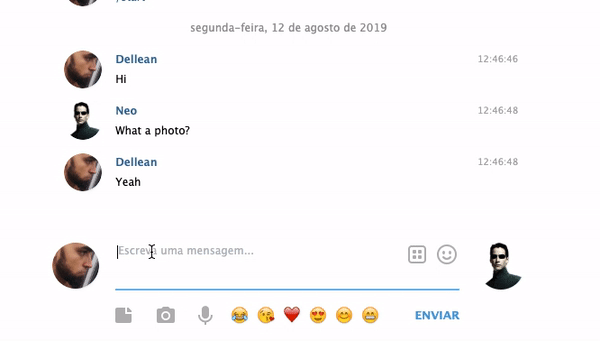 segunda-feira, 12 de agosto de 2019
Dellean 12:46:46
Hi
Neo 12:46:48
What a photo?
Dellean 12:46:48
Yeah
Escreva uma mensagem...
ENVIAR